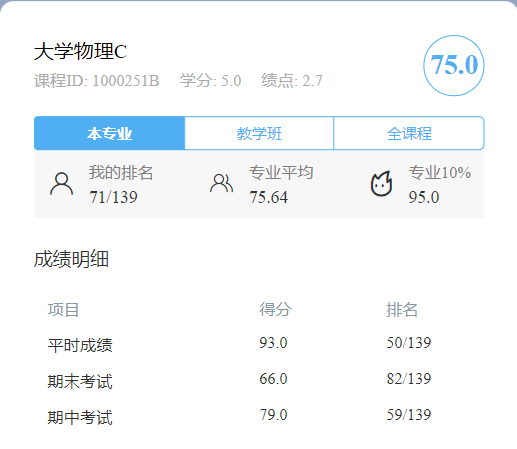 大学物理C
75.0
课程ID: 1000251B 学分: 5.0 绩点: 2.7
本专业 教学班 全课程
我的排名 专业平均 专业10%
71/139 75.64 95.0
成绩明细
项目 得分 排名
平时成绩 93.0 50/139
期末考试 66.0 82/139
期中考试 79.0 59/139